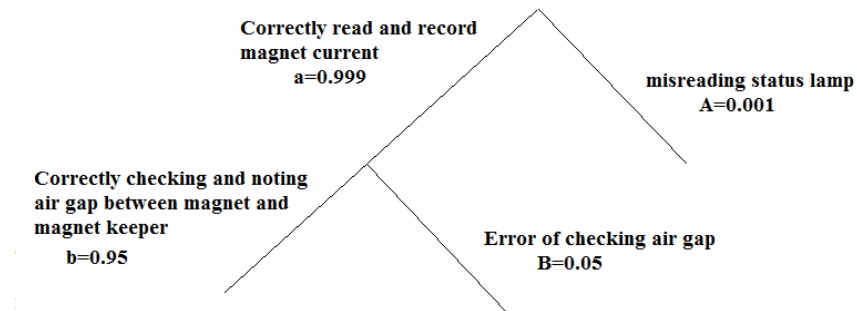 Correctly read and record
magnet current
a=0.999
misreading status lamp
A=0.001
Correctly checking and noting
air gap between magnet and
magnet keeper
b=0.95
Error of checking air gap
B=0.05